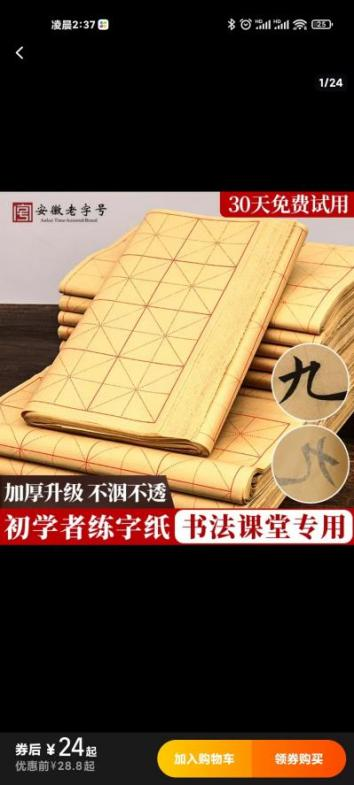 凌晨2:37
25
1/24
安徽老字号
Anhui Time-honored Brand
30天免费试用
九
加厚升级 不洇不透
初学者练字纸 书法课堂专用
券后 ¥24起
优惠前¥28.8起
加入购物车
领券购买